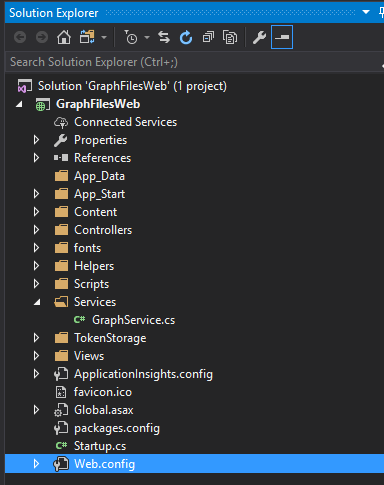 Solution Explorer
Search Solution Explorer (Ctrl+;)
Solution 'GraphFilesWeb' (1 project)
GraphFilesWeb
Connected Services
Properties
References
App_Data
App_Start
Content
Controllers
fonts
Helpers
Scripts
Services
C# GraphService.cs
TokenStorage
Views
ApplicationInsights.config
favicon.ico
Global.asax
packages.config
C# Startup.cs
Web.config